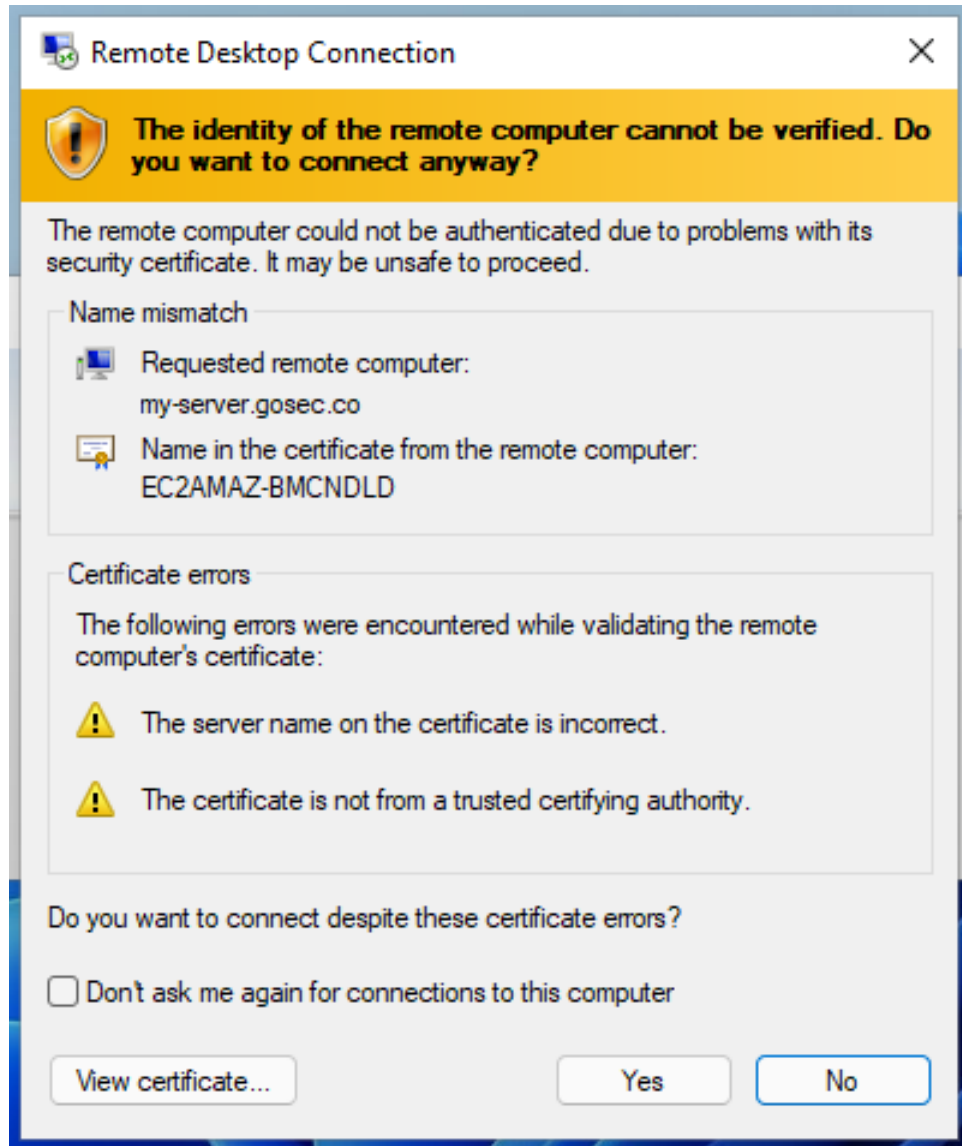 Remote Desktop Connection
The identity of the remote computer cannot be verified. Do
you want to connect anyway?
The remote computer could not be authenticated due to problems with its
security certificate. It may be unsafe to proceed.
Name mismatch
Requested remote computer:
my-server.gosec.co
Name in the certificate from the remote computer:
EC2AMAZ-BMCNDLD
Certificate errors
The following errors were encountered while validating the remote
computer's certificate:
The server name on the certificate is incorrect.
The certificate is not from a trusted certifying authority.
Do you want to connect despite these certificate errors?
Don't ask me again for connections to this computer
View certificate...
Yes
No